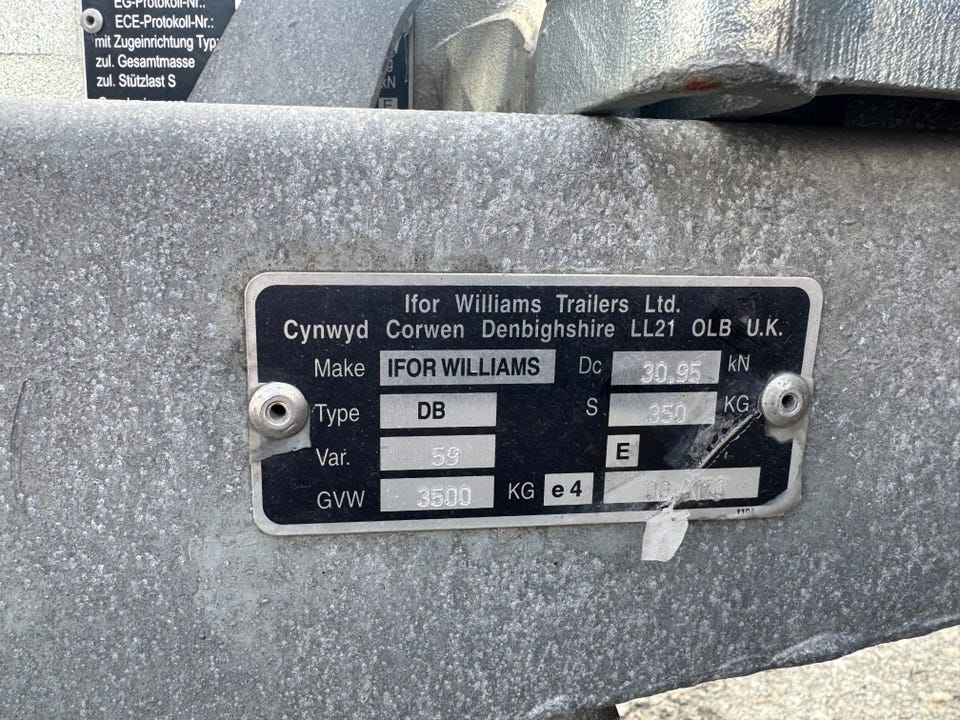 EG-Protokoll-Nr.:
ECE-Protokoll-Nr.:
mit Zugeinrichtung Typ:
zul. Gesamtmasse
zul. Stützlast S
Ifor Williams Trailers Ltd.
Cynwyd Corwen Denbighshire LL21 OLB U.K.
Make IFOR WILLIAMS Dc 30.95 kN
Type DB S 350 KG
Var. 59 E
GVW 3500 KG e4